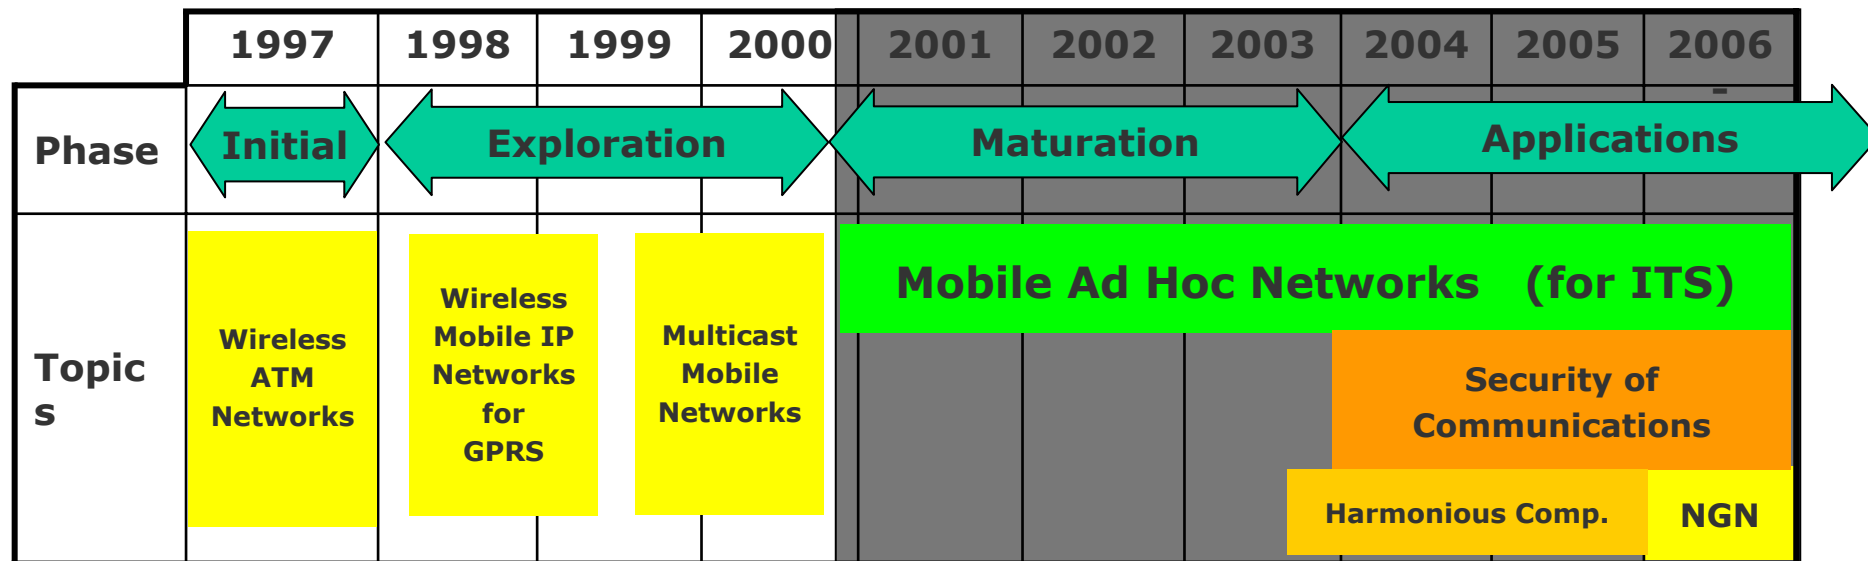 1997 1998 1999 2000 2001 2002 2003 2004 2005 2006
-
Phase Initial Exploration Maturation Applications
Topic
s
Wireless
ATM
Networks
Wireless
Mobile IP
Networks
for
GPRS
Multicast
Mobile
Networks
Mobile Ad Hoc Networks (for ITS)
Security of
Communications
Harmonious Comp.
NGN